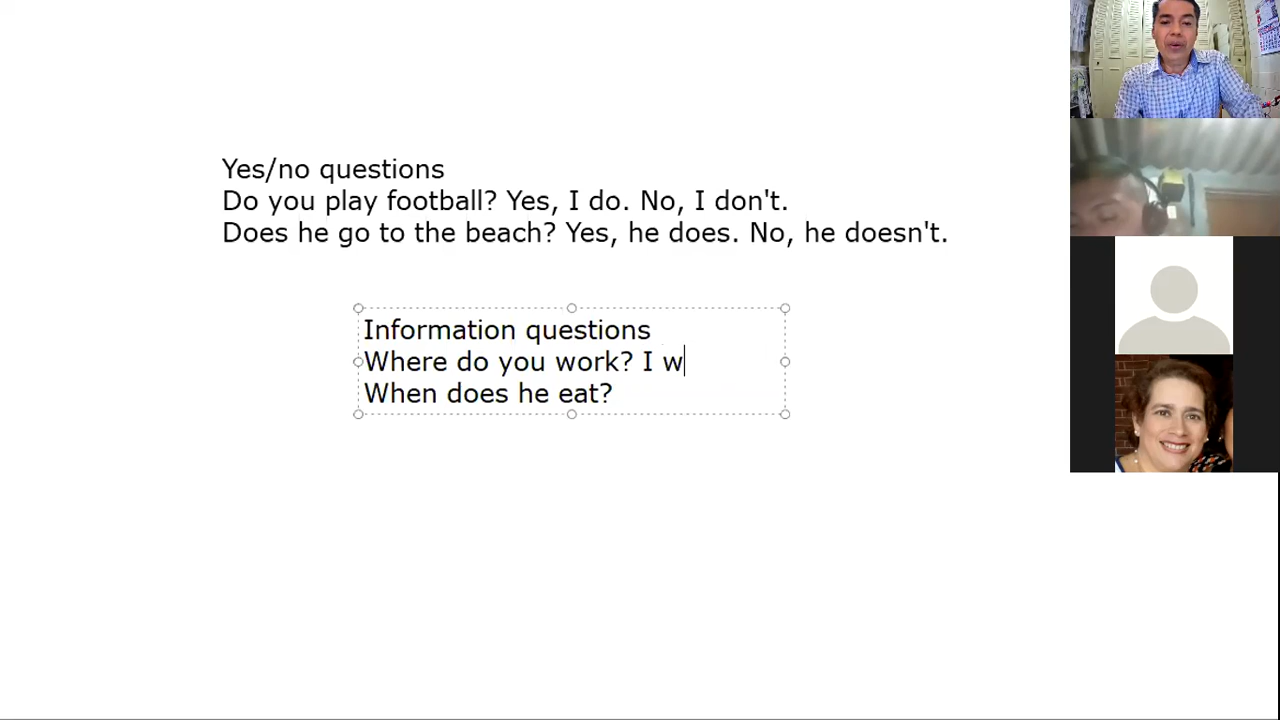 Yes/no questions
Do you play football? Yes, I do. No, I don't.
Does he go to the beach? Yes, he does. No, he doesn't.
Information questions
Where do you work? I w
When does he eat?